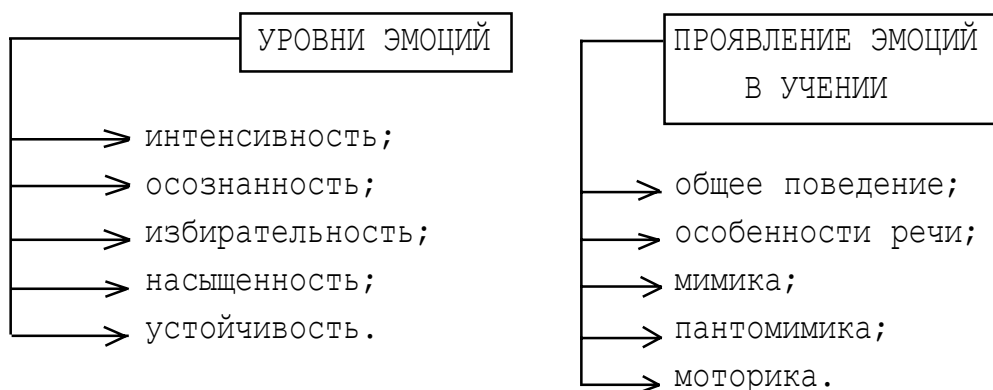 УРОВНИ ЭМОЦИЙ
интенсивность;
осознанность;
избирательность;
насыщенность;
устойчивость.
ПРОЯВЛЕНИЕ ЭМОЦИЙ
В УЧЕНИИ
общее поведение;
особенности речи;
мимика;
пантомимика;
моторика.